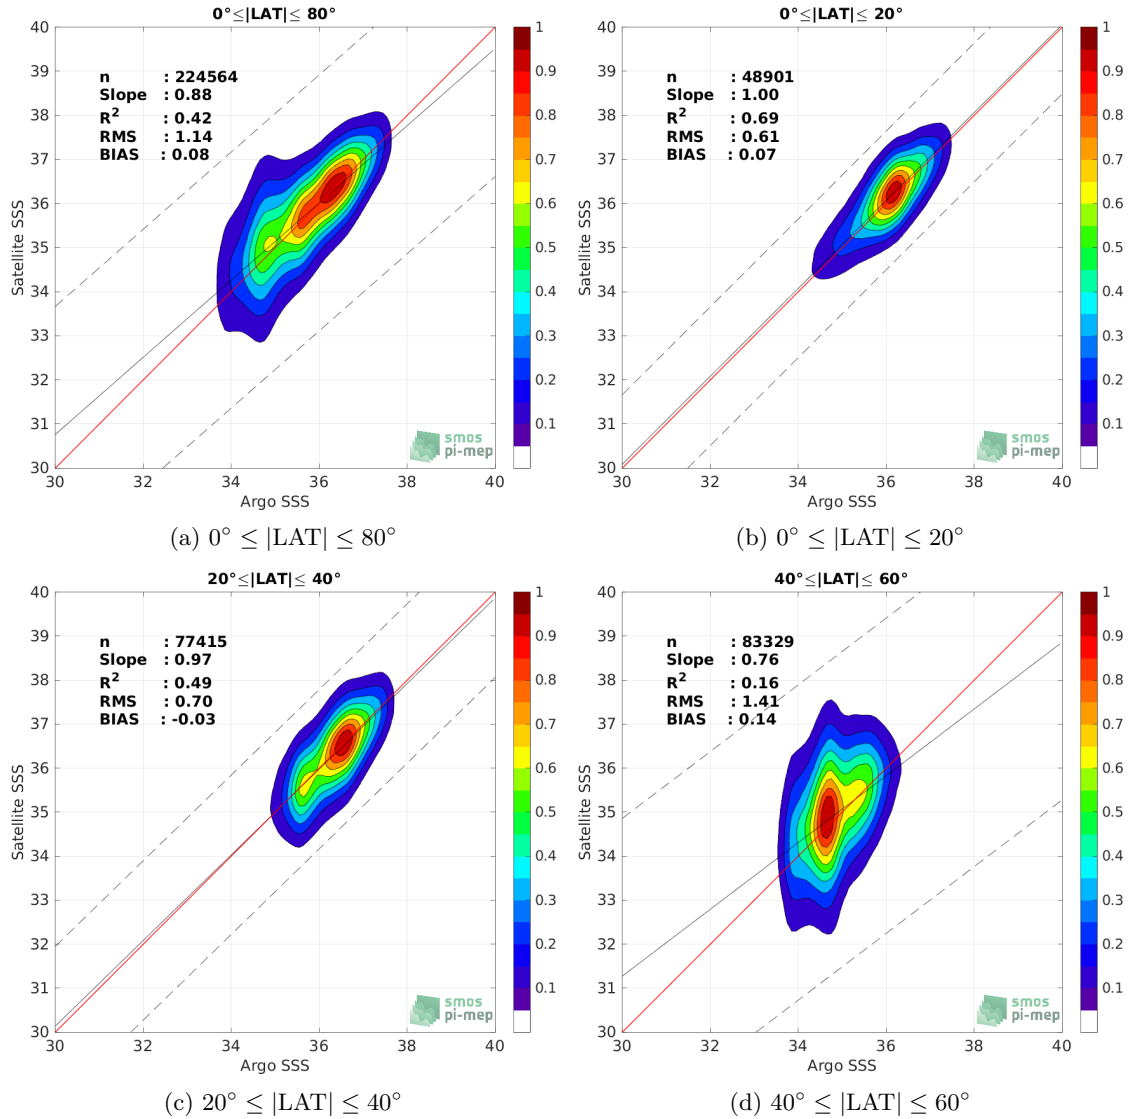 0°≤|LAT|≤ 80°
n : 224564
Slope : 0.88
R² : 0.42
RMS : 1.14
BIAS : 0.08
40
39
38
37
36
35
34
33
32
31
30
30 32 34 36 38 40
Satellite SSS
Argo SSS
1
0.9
0.8
0.7
0.6
0.5
0.4
0.3
0.2
0.1
smos
pi-mep
(a) 0° ≤ |LAT| ≤ 80°
0°≤|LAT|≤ 20°
n : 48901
Slope : 1.00
R² : 0.69
RMS : 0.61
BIAS : 0.07
40
39
38
37
36
35
34
33
32
31
30
30 32 34 36 38 40
Satellite SSS
Argo SSS
1
0.9
0.8
0.7
0.6
0.5
0.4
0.3
0.2
0.1
smos
pi-mep
(b) 0° ≤ |LAT| ≤ 20°
20°≤|LAT|≤ 40°
n : 77415
Slope : 0.97
R² : 0.49
RMS : 0.70
BIAS : -0.03
40
39
38
37
36
35
34
33
32
31
30
30 32 34 36 38 40
Satellite SSS
Argo SSS
1
0.9
0.8
0.7
0.6
0.5
0.4
0.3
0.2
0.1
smos
pi-mep
(c) 20° ≤ |LAT| ≤ 40°
40°≤|LAT|≤ 60°
n : 83329
Slope : 0.76
R² : 0.16
RMS : 1.41
BIAS : 0.14
40
39
38
37
36
35
34
33
32
31
30
30 32 34 36 38 40
Satellite SSS
Argo SSS
1
0.9
0.8
0.7
0.6
0.5
0.4
0.3
0.2
0.1
smos
pi-mep
(d) 40° ≤ |LAT| ≤ 60°